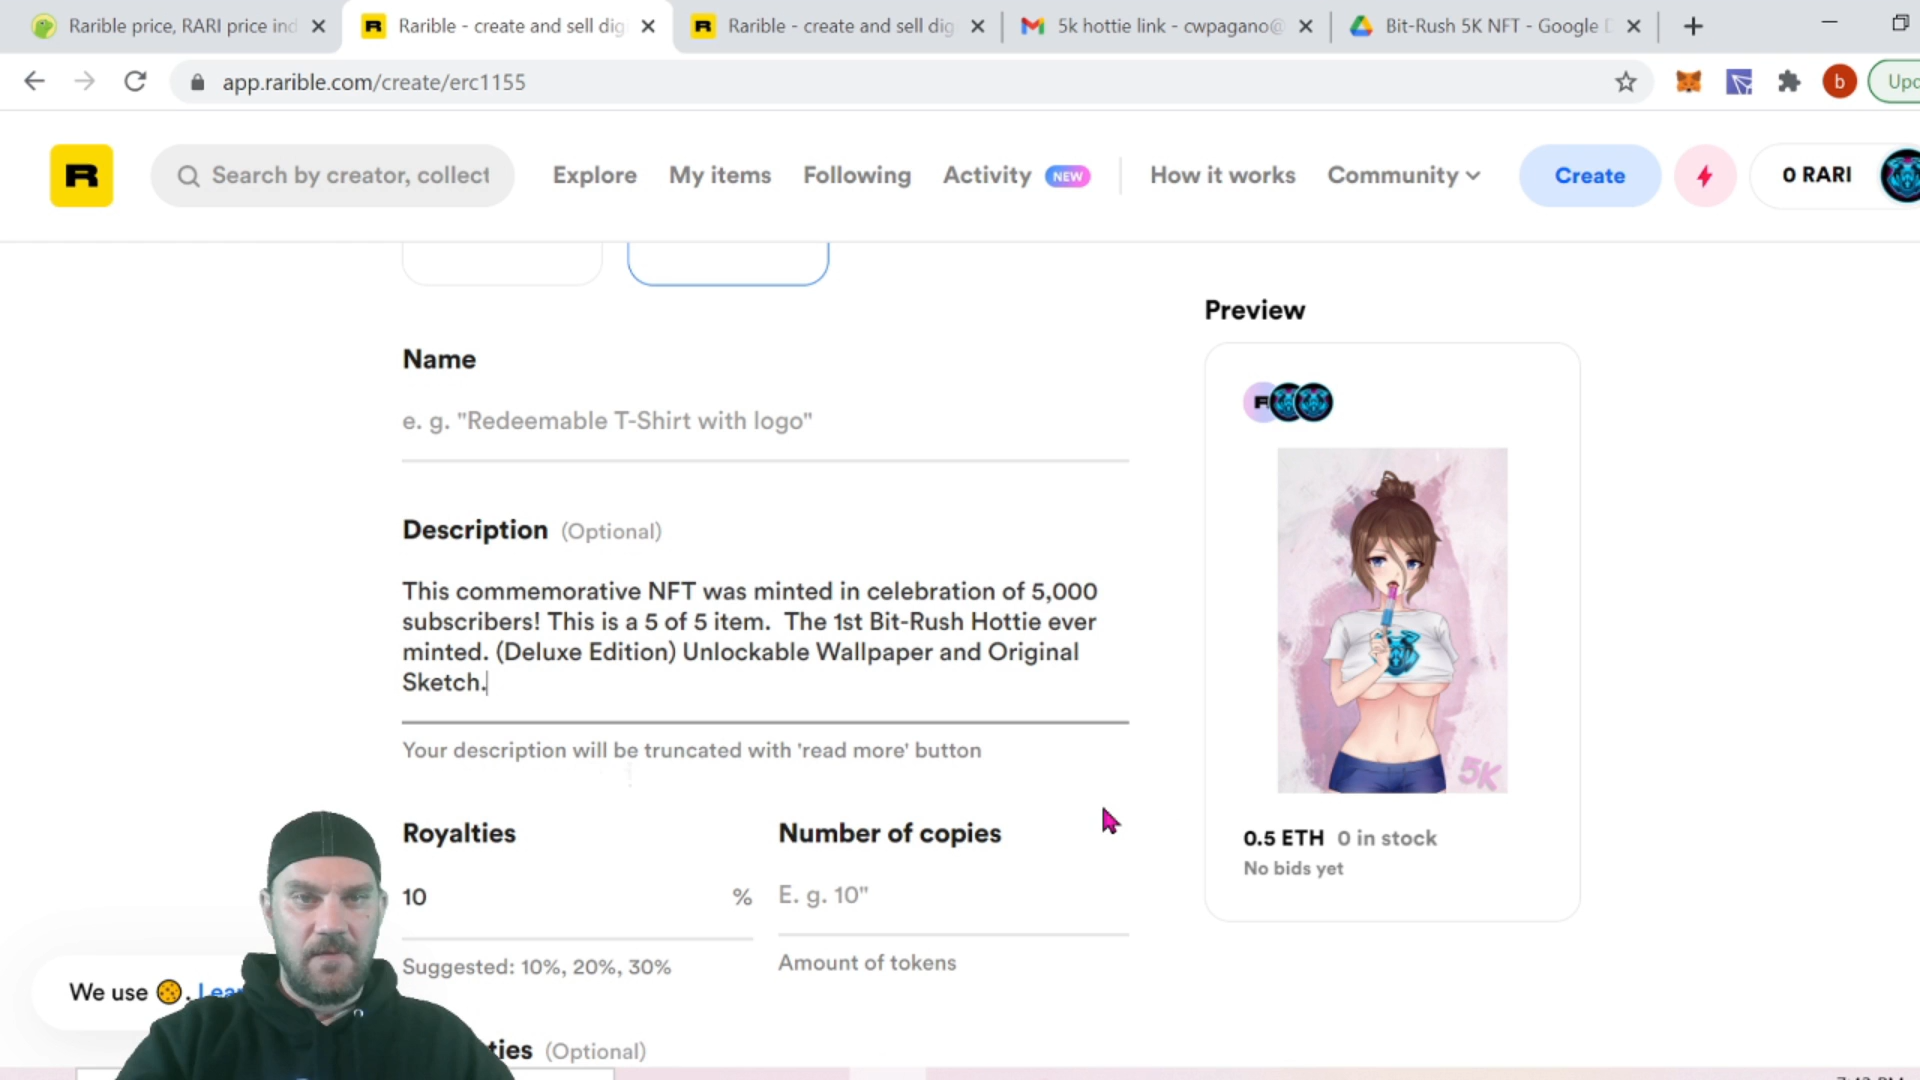 Rarible price, RARI price ind
Rarible - create and sell dig
Rarible - create and sell dig
5k hottie link - cwpagano@
Bit-Rush 5K NFT - Google D
app.rarible.com/create/erc1155
b
Upd
R
Search by creator, collect
Explore
My items
Following
Activity NEW
How it works
Community
Create
0 RARI
Name
e. g. "Redeemable T-Shirt with logo"
Description (Optional)
This commemorative NFT was minted in celebration of 5,000
subscribers! This is a 5 of 5 item.  The 1st Bit-Rush Hottie ever
minted. (Deluxe Edition) Unlockable Wallpaper and Original
Sketch.
Your description will be truncated with 'read more' button
Royalties
10 %
Suggested: 10%, 20%, 30%
Number of copies
E. g. 10"
Amount of tokens
Preview
5K
0.5 ETH 0 in stock
No bids yet
We use 🍪. Lear
ties (Optional)